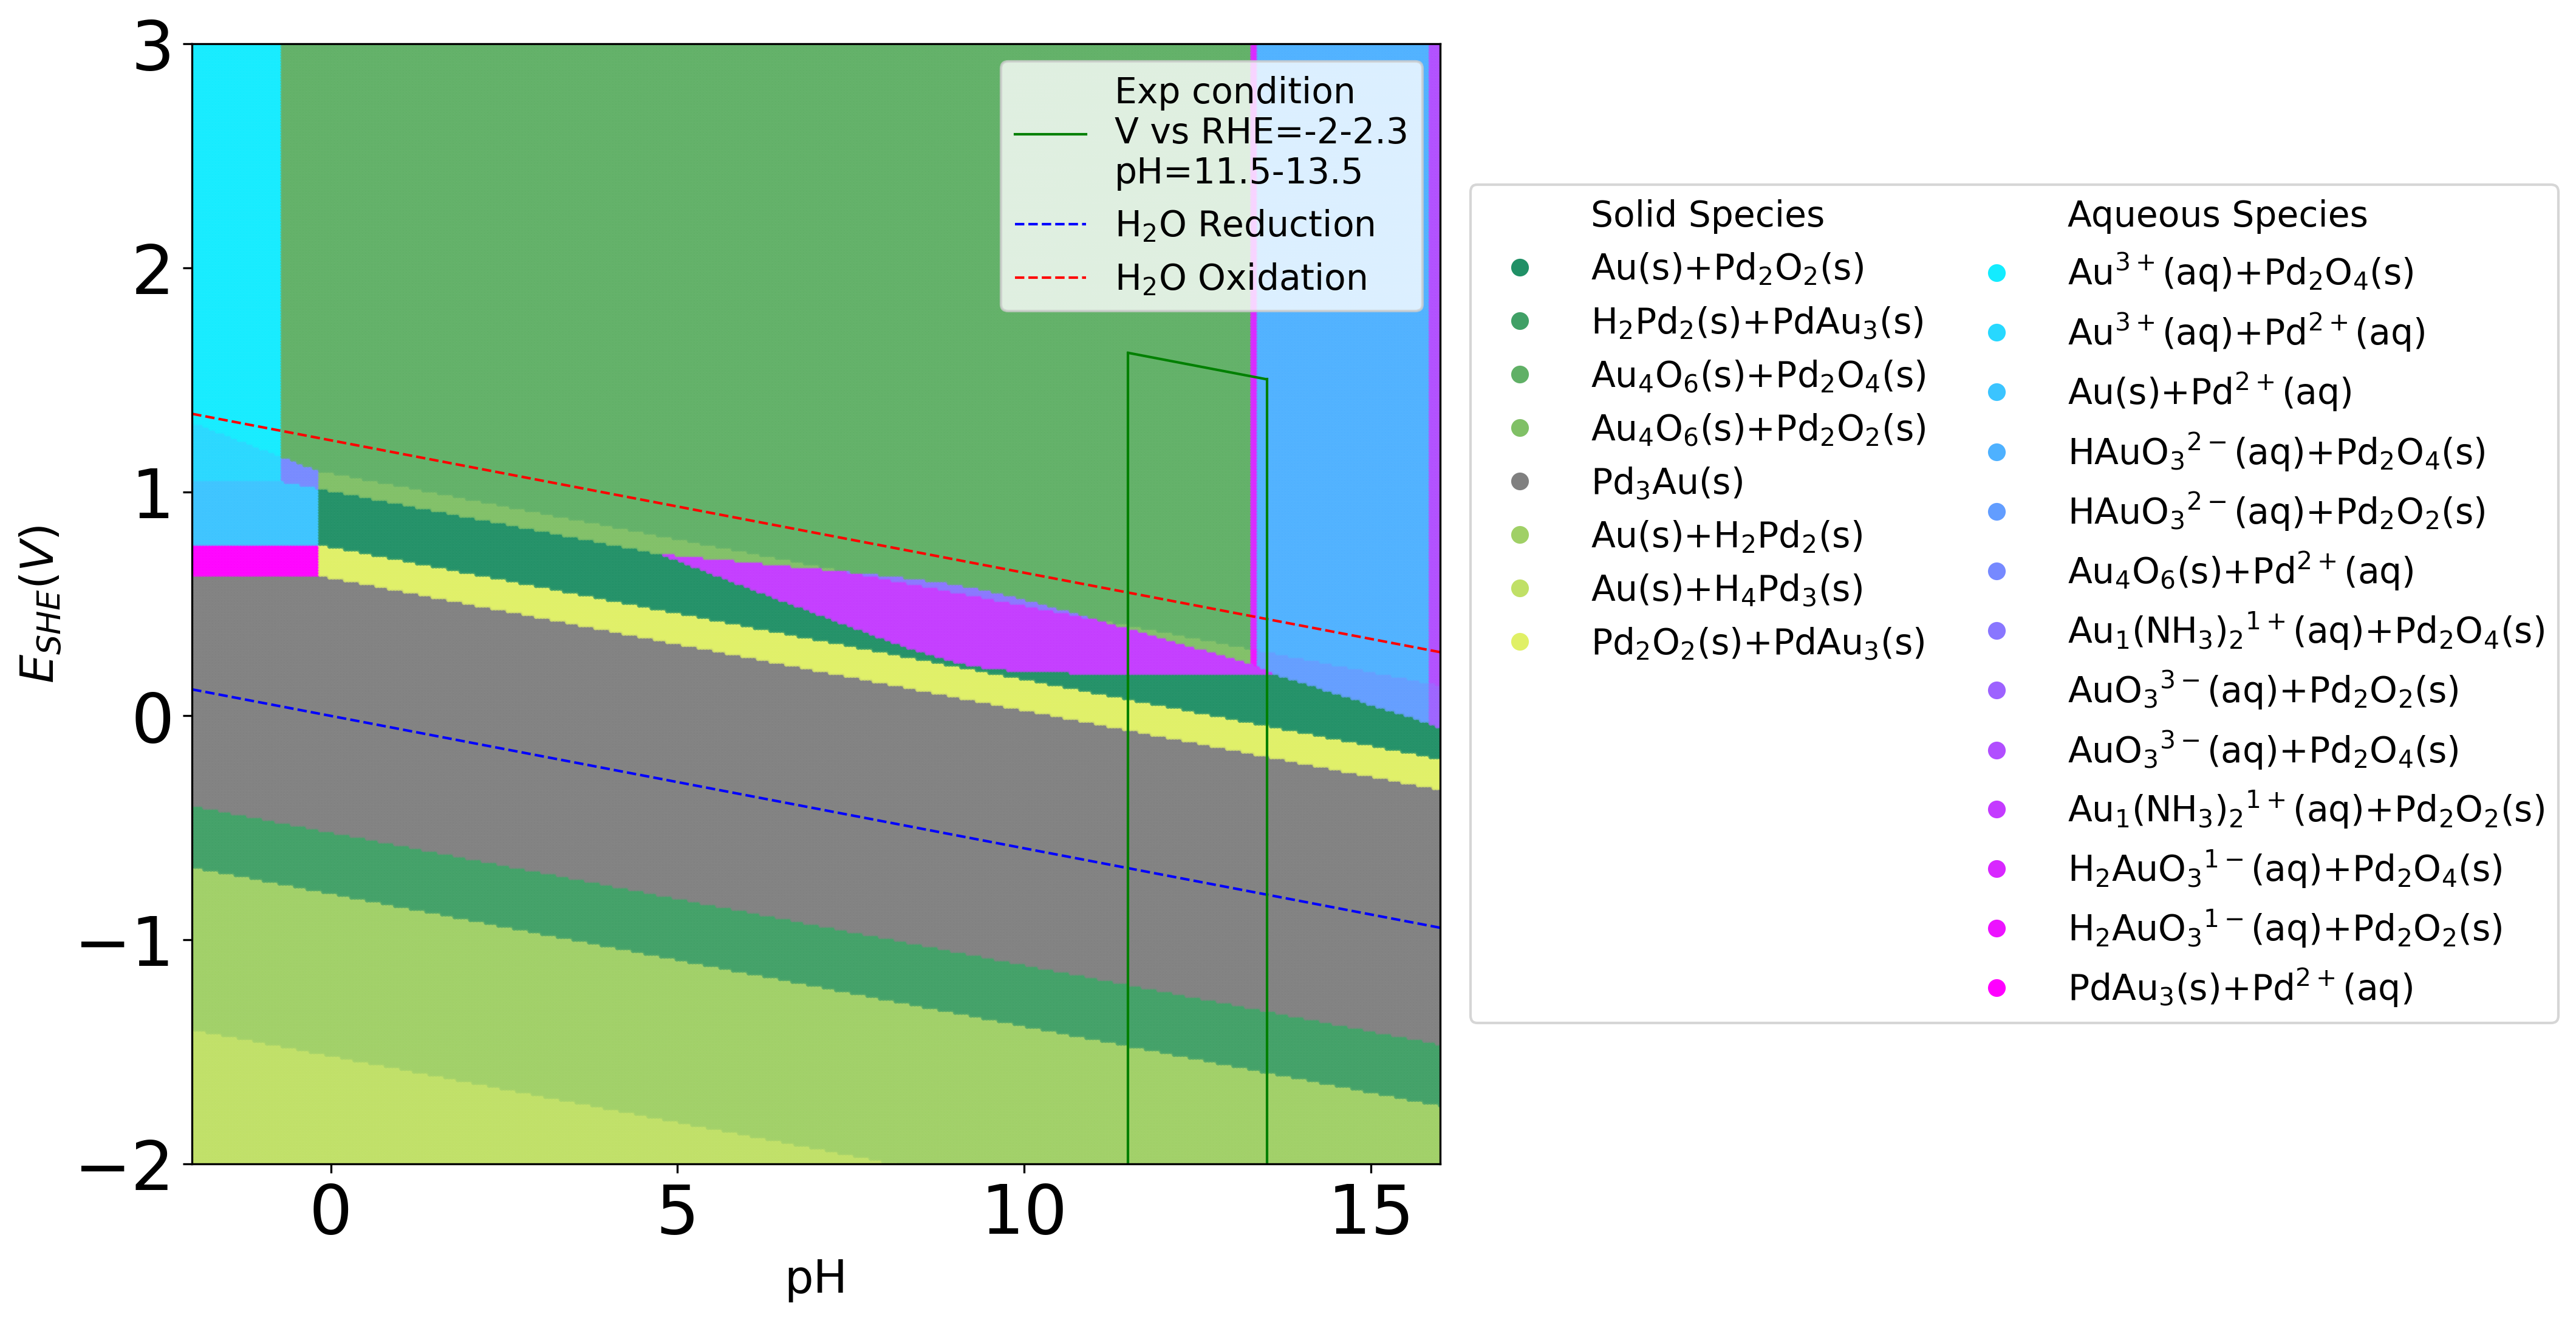 3
2
1
0
−1
−2
E_SHE(V)
0
5
10
15
pH
Exp condition
V vs RHE=-2-2.3
pH=11.5-13.5
H₂O Reduction
H₂O Oxidation
Solid Species
Au(s)+Pd₂O₂(s)
H₂Pd₂(s)+PdAu₃(s)
Au₄O₆(s)+Pd₂O₄(s)
Au₄O₆(s)+Pd₂O₂(s)
Pd₃Au(s)
Au(s)+H₂Pd₂(s)
Au(s)+H₄Pd₃(s)
Pd₂O₂(s)+PdAu₃(s)
Aqueous Species
Au³⁺(aq)+Pd₂O₄(s)
Au³⁺(aq)+Pd²⁺(aq)
Au(s)+Pd²⁺(aq)
HAuO₃²⁻(aq)+Pd₂O₄(s)
HAuO₃²⁻(aq)+Pd₂O₂(s)
Au₄O₆(s)+Pd²⁺(aq)
Au₁(NH₃)₂¹⁺(aq)+Pd₂O₄(s)
AuO₃³⁻(aq)+Pd₂O₂(s)
AuO₃³⁻(aq)+Pd₂O₄(s)
Au₁(NH₃)₂¹⁺(aq)+Pd₂O₂(s)
H₂AuO₃¹⁻(aq)+Pd₂O₄(s)
H₂AuO₃¹⁻(aq)+Pd₂O₂(s)
PdAu₃(s)+Pd²⁺(aq)